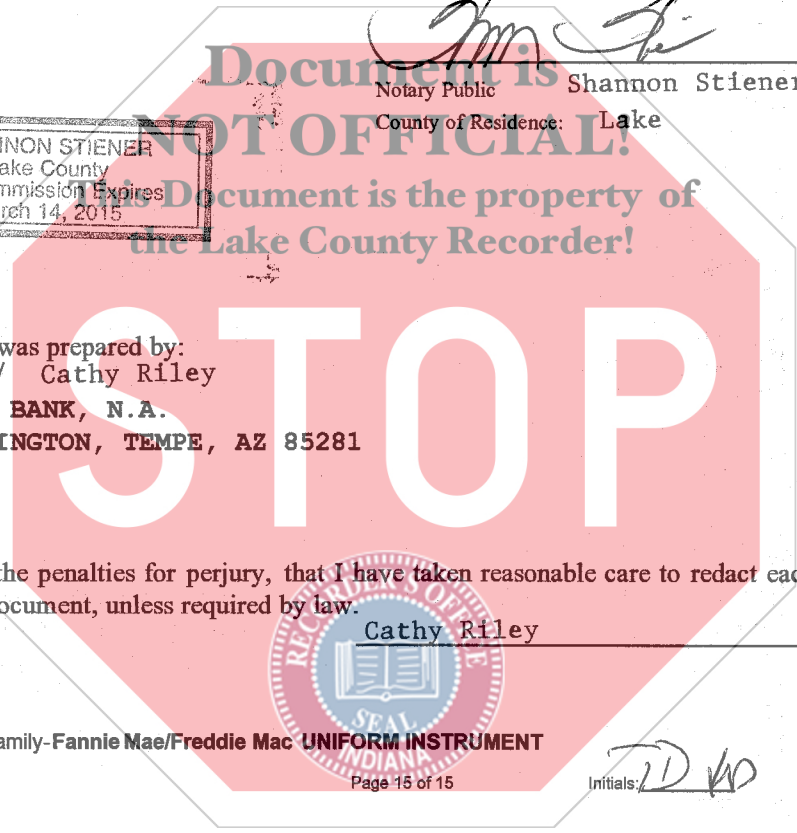 Document is
NOT OFFICIAL!
This Document is the property of
the Lake County Recorder!
STOP
Notary Public Shannon Stiener
County of Residence: Lake
NNON STIENER
ake County
mmission Expires
rch 14, 2015
was prepared by:
/ Cathy Riley
BANK, N.A.
INGTON, TEMPE, AZ 85281
the penalties for perjury, that I have taken reasonable care to redact eac
ocument, unless required by law.
Cathy Riley
RECORDER'S OFFICE
SEAL
INDIANA
amily-Fannie Mae/Freddie Mac UNIFORM INSTRUMENT
Page 15 of 15
Initials: